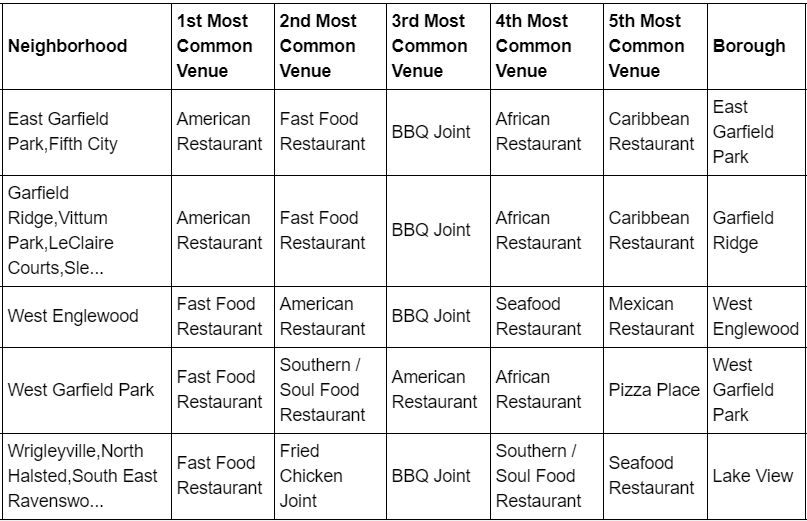 Neighborhood
1st Most
Common
Venue
2nd Most
Common
Venue
3rd Most
Common
Venue
4th Most
Common
Venue
5th Most
Common
Venue
Borough
East Garfield
Park,Fifth City
American
Restaurant
Fast Food
Restaurant
BBQ Joint
African
Restaurant
Caribbean
Restaurant
East
Garfield
Park
Garfield
Ridge,Vittum
Park,LeClaire
Courts,Sle...
American
Restaurant
Fast Food
Restaurant
BBQ Joint
African
Restaurant
Caribbean
Restaurant
Garfield
Ridge
West Englewood
Fast Food
Restaurant
American
Restaurant
BBQ Joint
Seafood
Restaurant
Mexican
Restaurant
West
Englewood
West Garfield Park
Fast Food
Restaurant
Southern /
Soul Food
Restaurant
American
Restaurant
African
Restaurant
Pizza Place
West
Garfield
Park
Wrigleyville,North
Halsted,South East
Ravenswo...
Fast Food
Restaurant
Fried
Chicken
Joint
BBQ Joint
Southern /
Soul Food
Restaurant
Seafood
Restaurant
Lake View